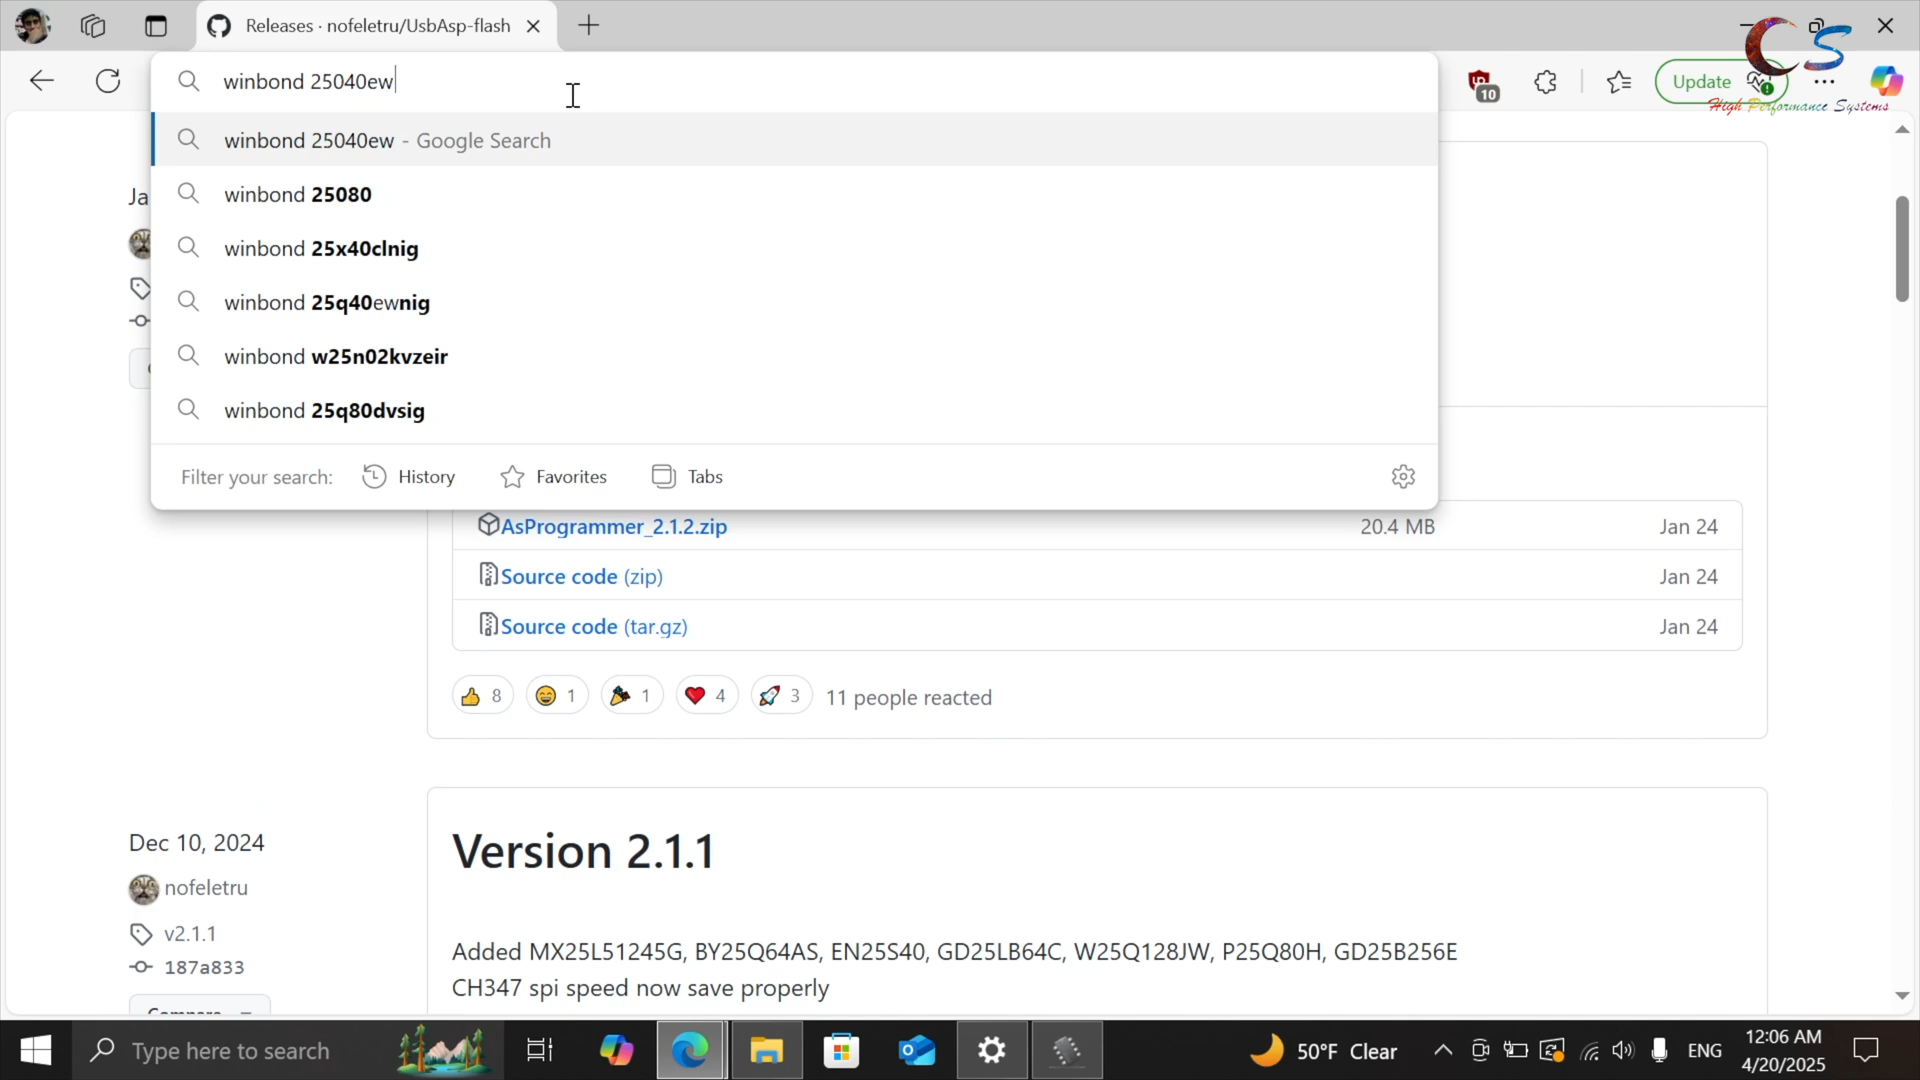 Releases · nofeletru/UsbAsp-flash
CS
High Performance Systems
winbond 25040ew
10
Update
winbond 25040ew - Google Search
Ja
winbond 25080
winbond 25x40clnig
winbond 25q40ewnig
winbond w25n02kvzeir
winbond 25q80dvsig
Filter your search:
History
Favorites
Tabs
AsProgrammer_2.1.2.zip
20.4 MB
Jan 24
Source code (zip)
Jan 24
Source code (tar.gz)
Jan 24
8
1
1
4
3
11 people reacted
Dec 10, 2024
nofeletru
v2.1.1
187a833
Version 2.1.1
Added MX25L51245G, BY25Q64AS, EN25S40, GD25LB64C, W25Q128JW, P25Q80H, GD25B256E
CH347 spi speed now save properly
Compare
Type here to search
50°F Clear
ENG
12:06 AM
4/20/2025